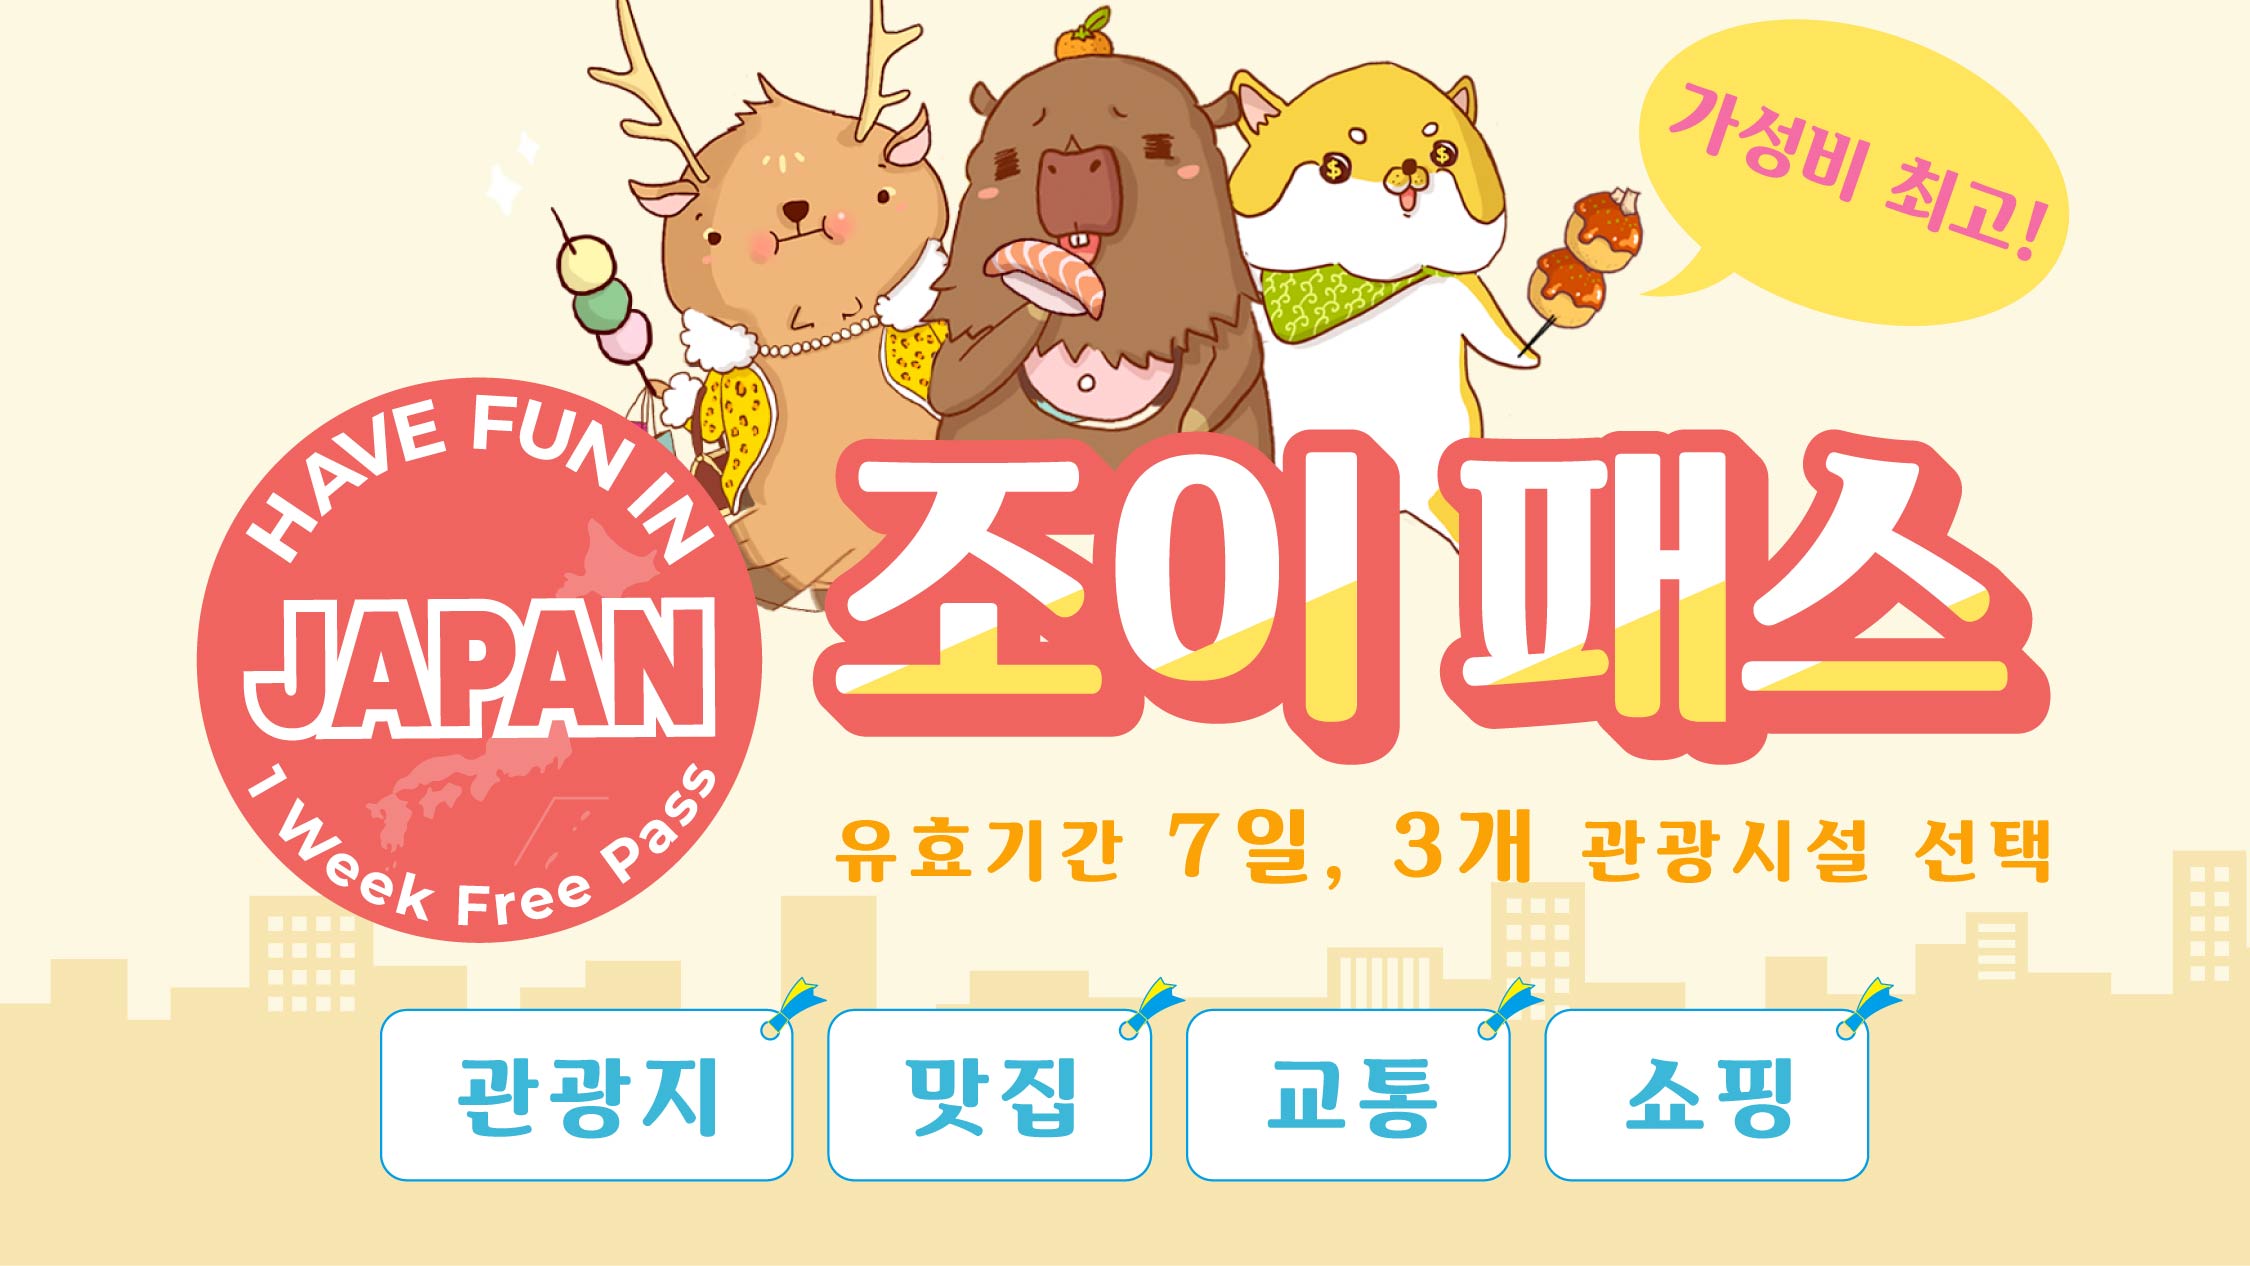 가성비 최고!
HAVE FUN IN
JAPAN
1 Week Free Pass
조이 패스
유효기간 7일, 3개 관광시설 선택
관광지
맛집
교통
쇼핑